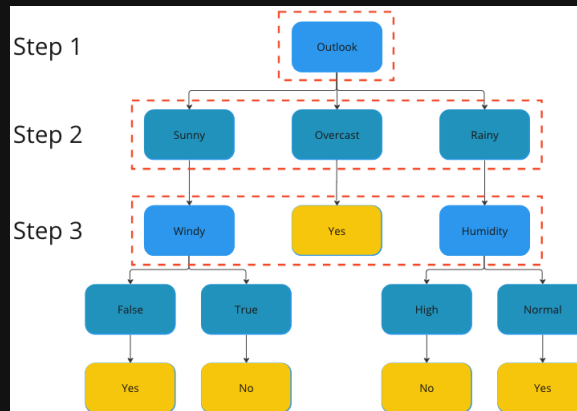 Step 1
Outlook
Step 2
Sunny
Overcast
Rainy
Step 3
Windy
Yes
Humidity
False
True
High
Normal
Yes
No
No
Yes